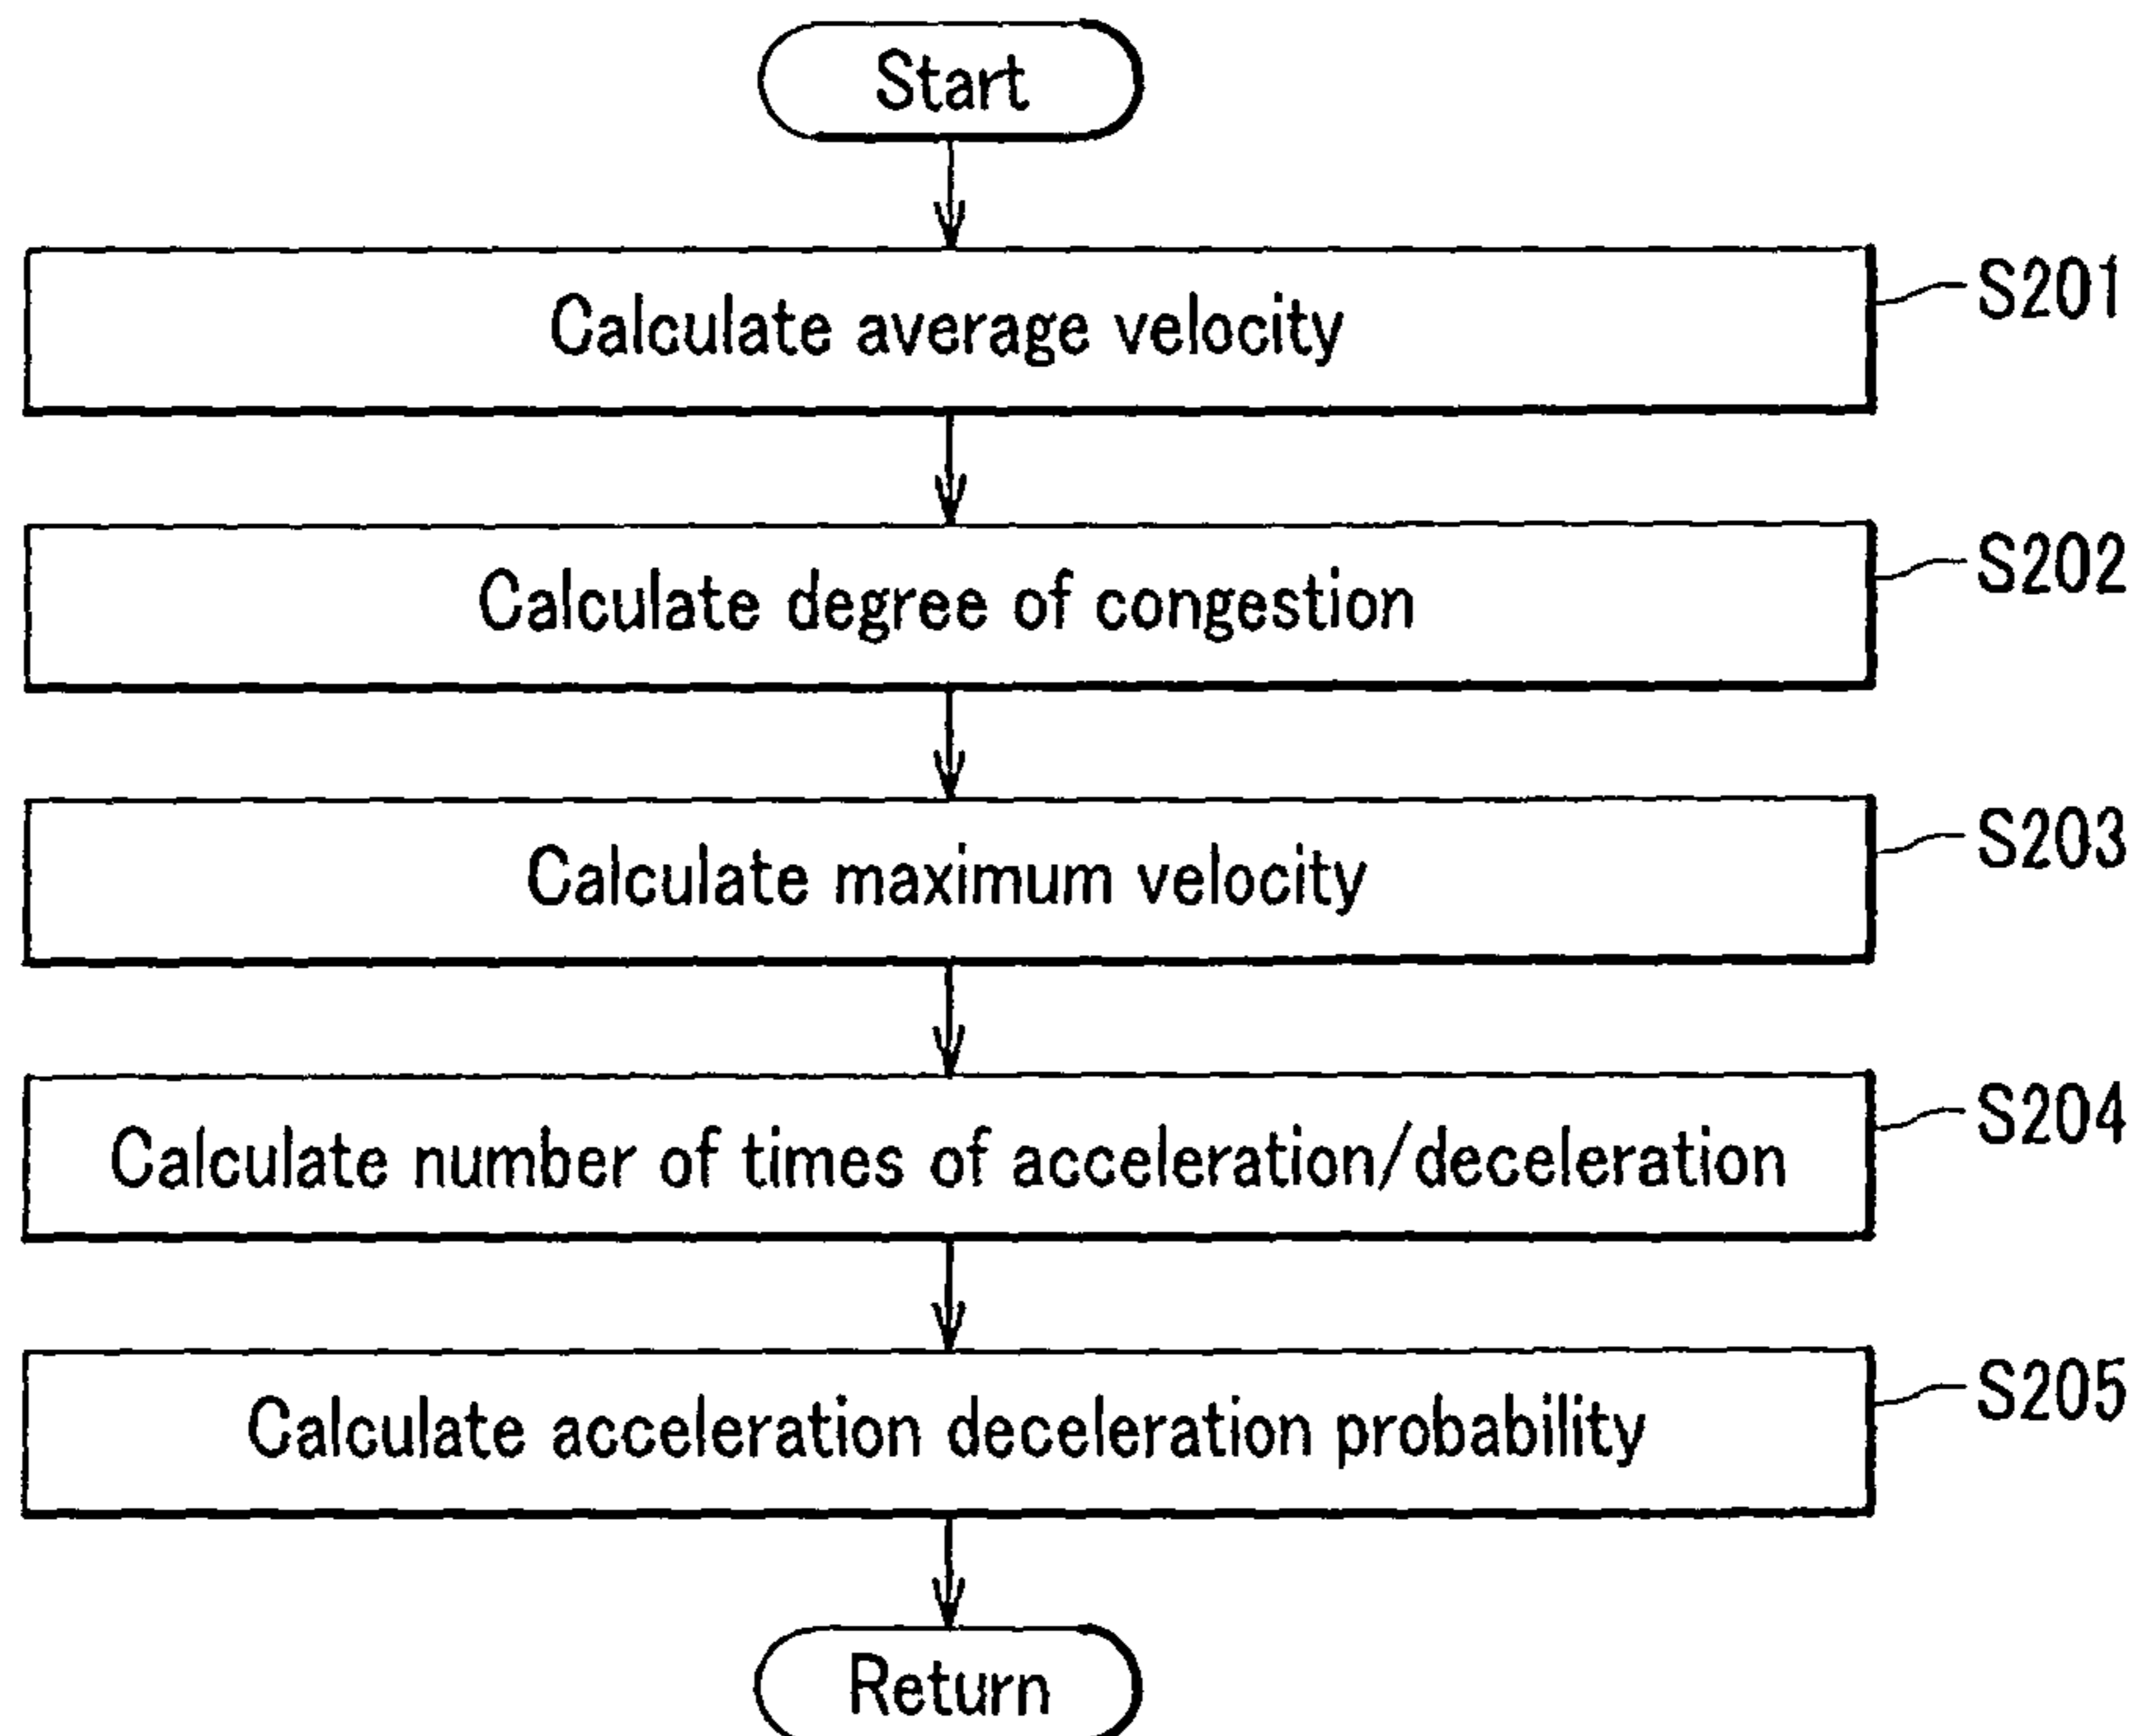 Start
Calculate average velocity
S201
Calculate degree of congestion
S202
Calculate maximum velocity
S203
Calculate number of times of acceleration/deceleration
S204
Calculate acceleration deceleration probability
S205
Return